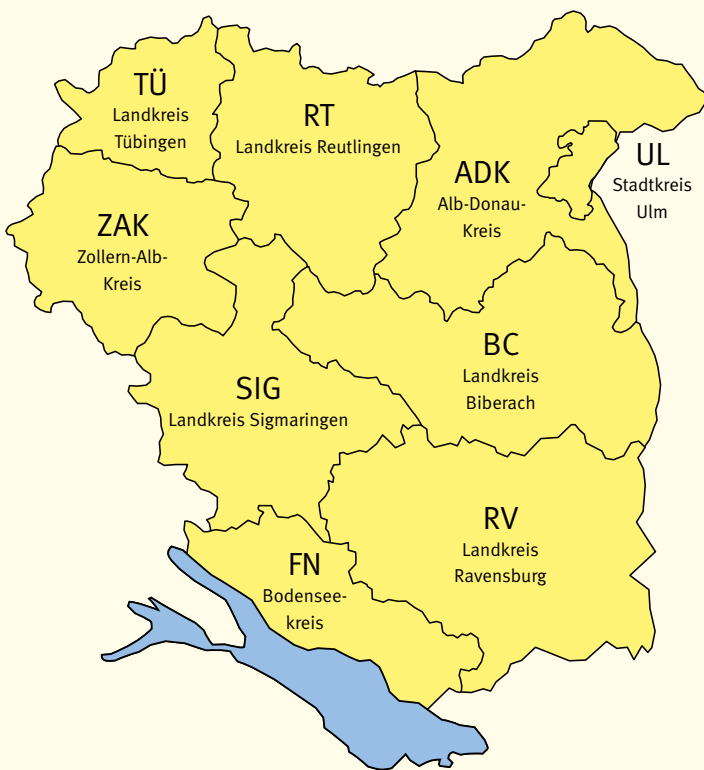 TÜ
Landkreis
Tübingen
RT
Landkreis Reutlingen
ADK
Alb-Donau-
Kreis
UL
Stadtkreis
Ulm
ZAK
Zollern-Alb-
Kreis
BC
Landkreis
Biberach
SIG
Landkreis Sigmaringen
RV
Landkreis
Ravensburg
FN
Bodensee-
kreis